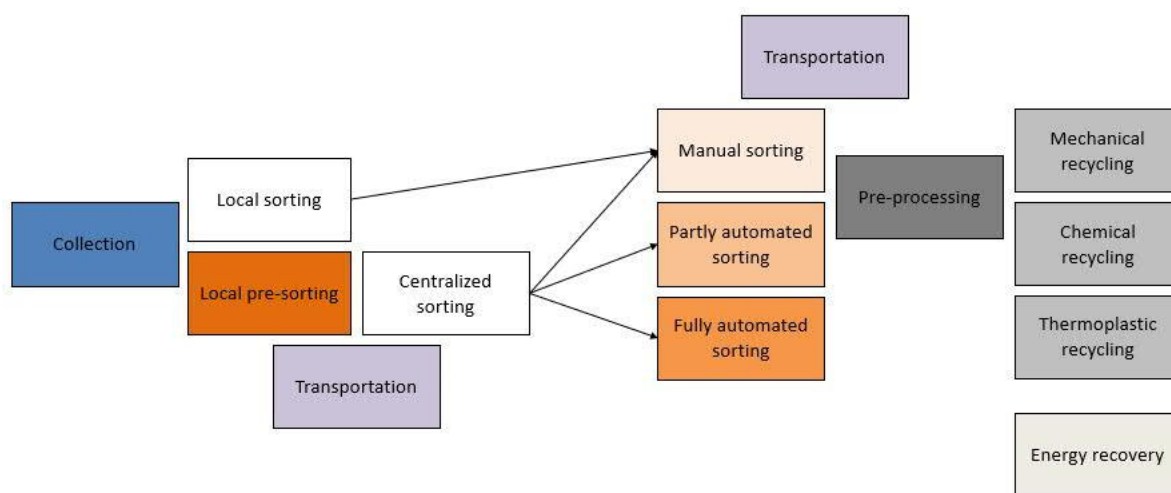 Transportation
Manual sorting
Mechanical
recycling
Local sorting
Pre-processing
Collection
Partly automated
sorting
Chemical
recycling
Local pre-sorting
Centralized
sorting
Fully automated
sorting
Thermoplastic
recycling
Transportation
Energy recovery